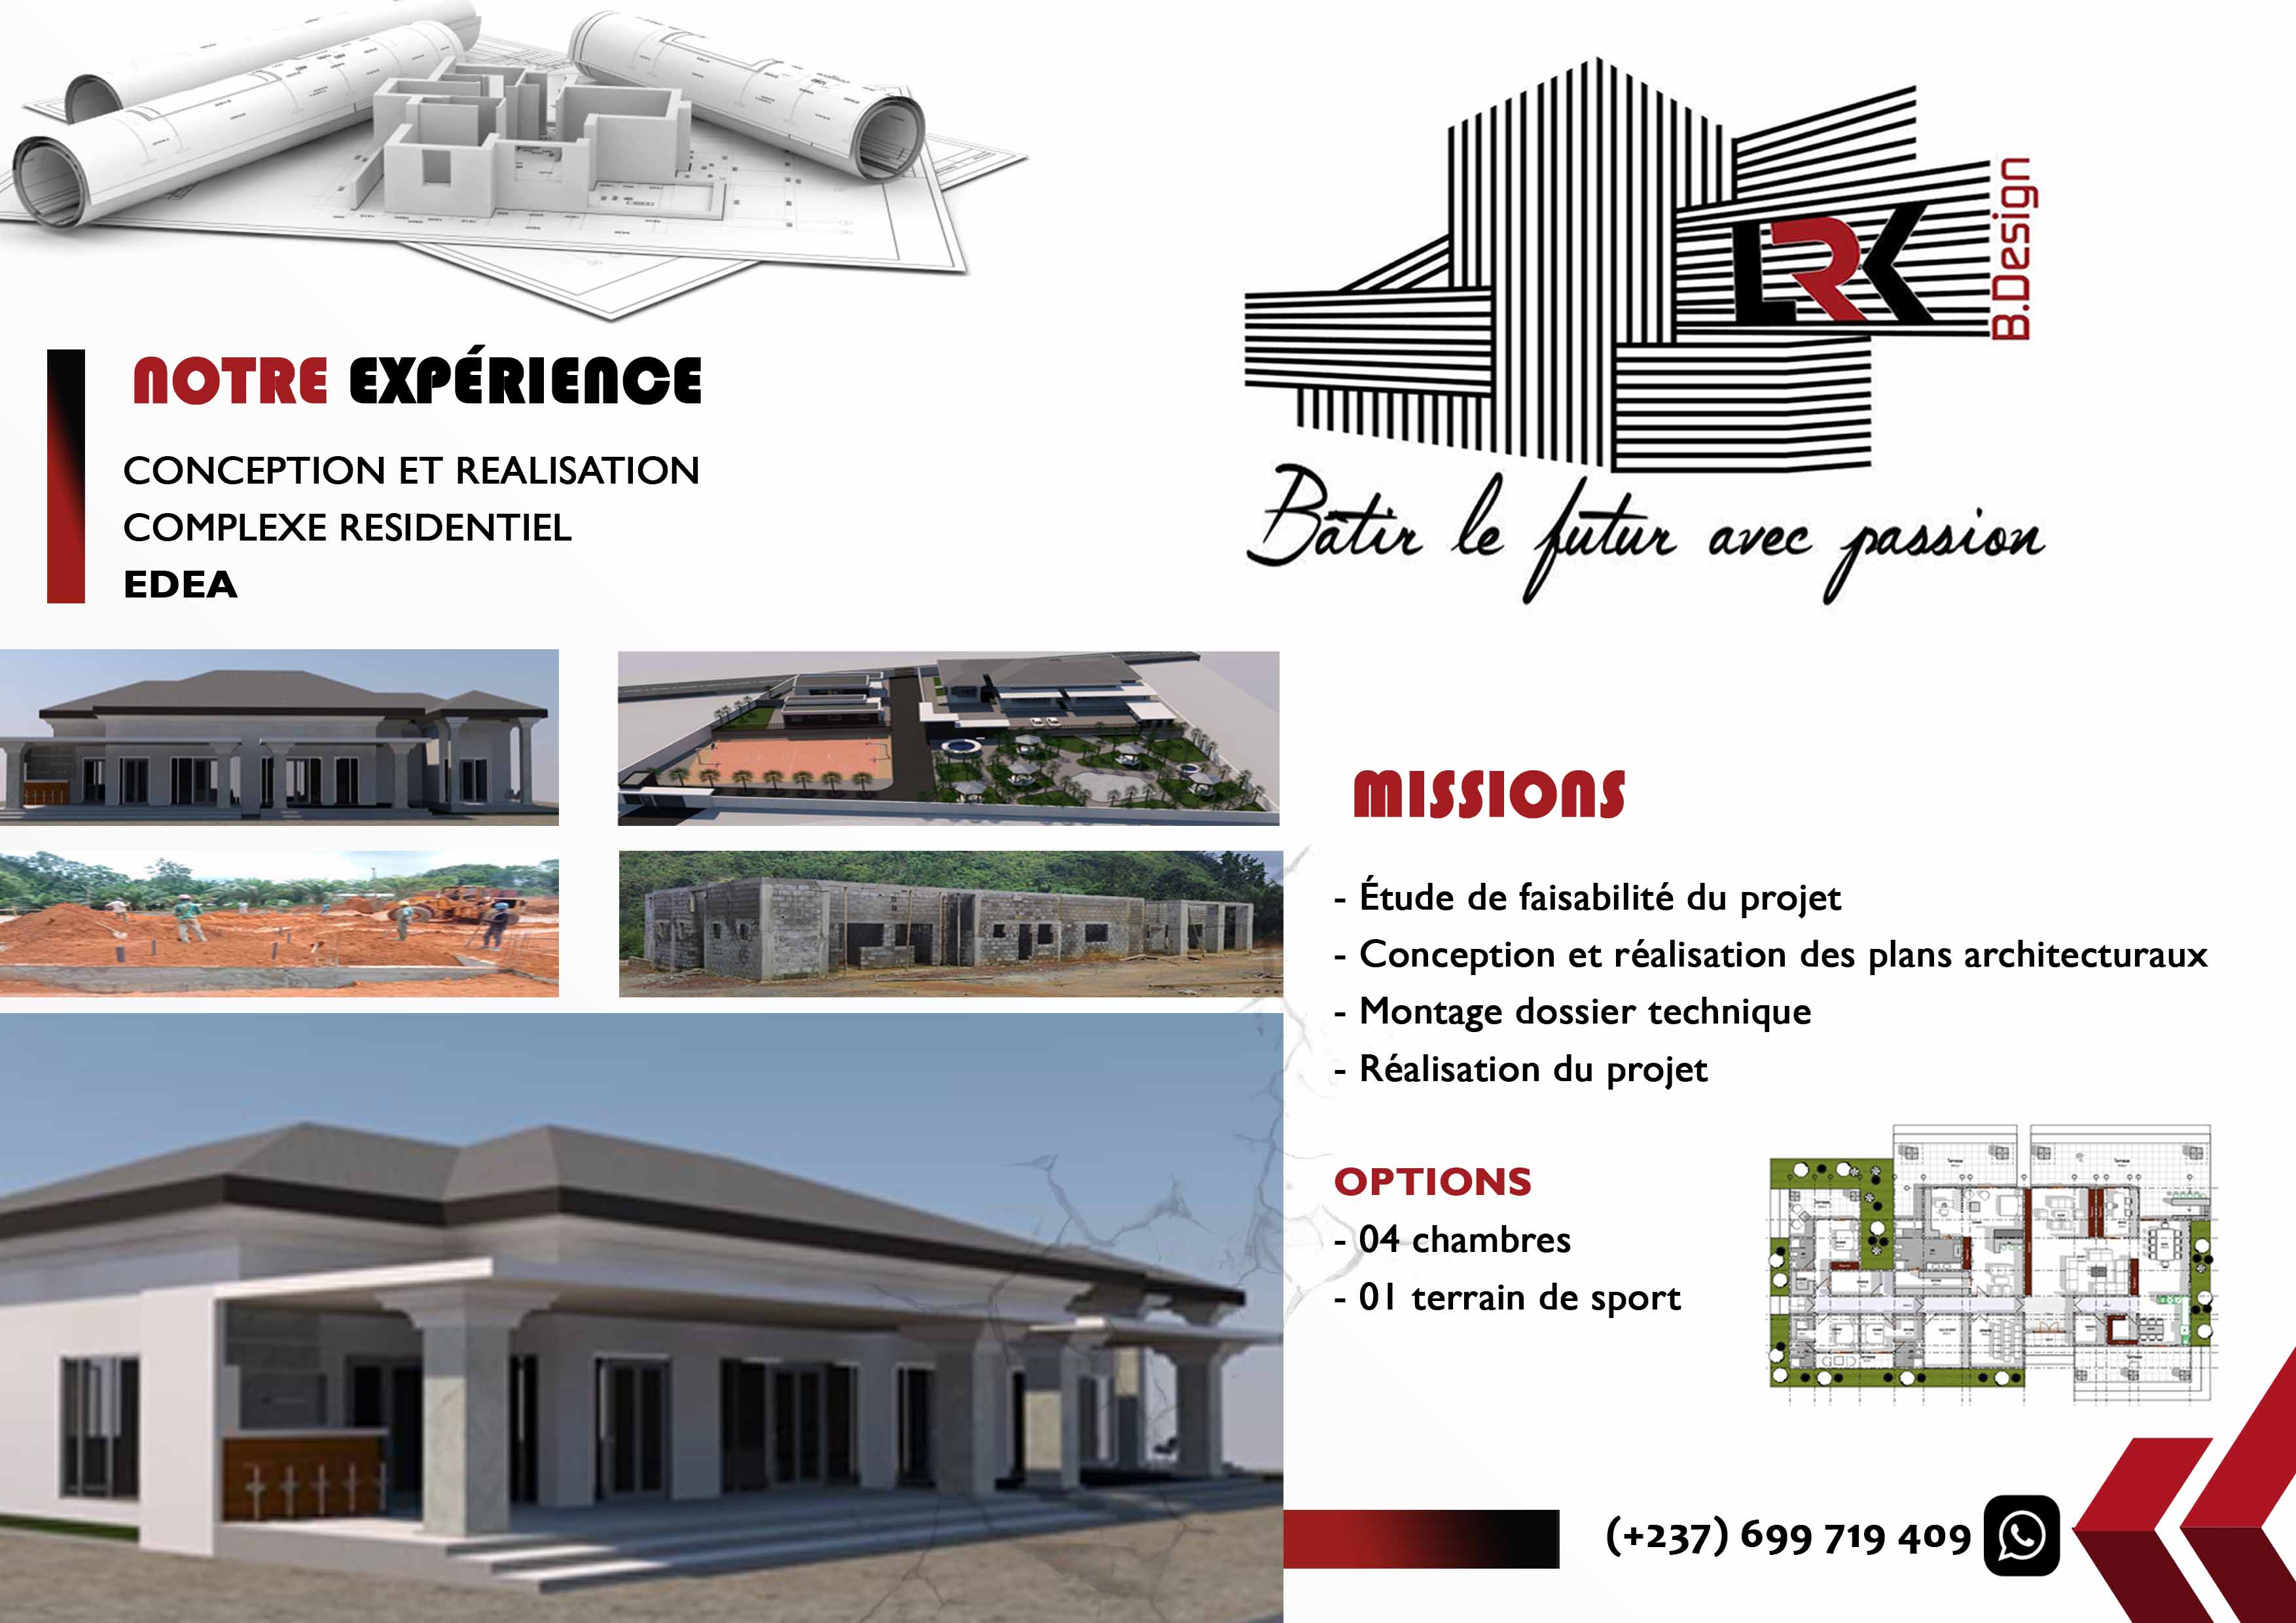 LRK
B.Design
Bâtir le futur avec passion
NOTRE EXPÉRIENCE
CONCEPTION ET REALISATION
COMPLEXE RESIDENTIEL
EDEA
MISSIONS
- Étude de faisabilité du projet
- Conception et réalisation des plans architecturaux
- Montage dossier technique
- Réalisation du projet
OPTIONS
- 04 chambres
- 01 terrain de sport
(+237) 699 719 409